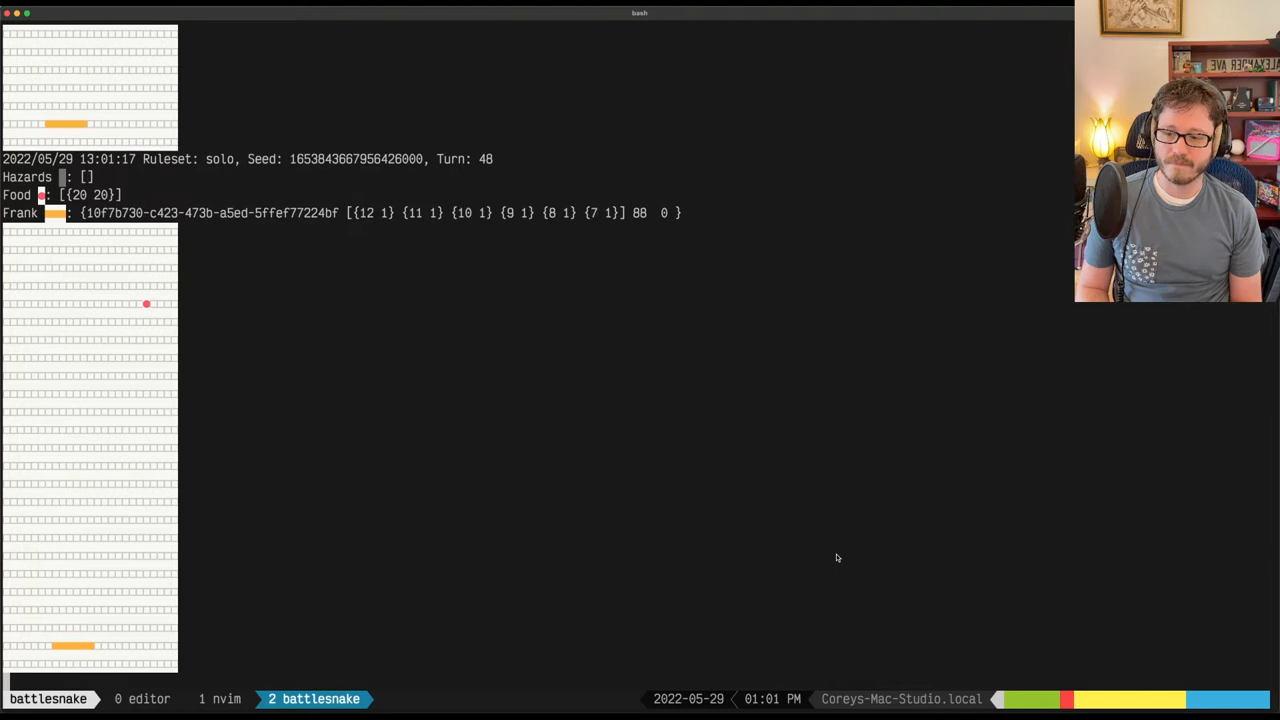 bash
2022/05/29 13:01:17 Ruleset: solo, Seed: 1653843667956426000, Turn: 48
Hazards : []
Food : [{20 20}]
Frank : {10f7b730-c423-473b-a5ed-5ffef77224bf [{12 1} {11 1} {10 1} {9 1} {8 1} {7 1}] 88 0 }
battlesnake 0 editor 1 nvim 2 battlesnake 2022-05-29 01:01 PM Coreys-Mac-Studio.local
ALEXANDER AVE